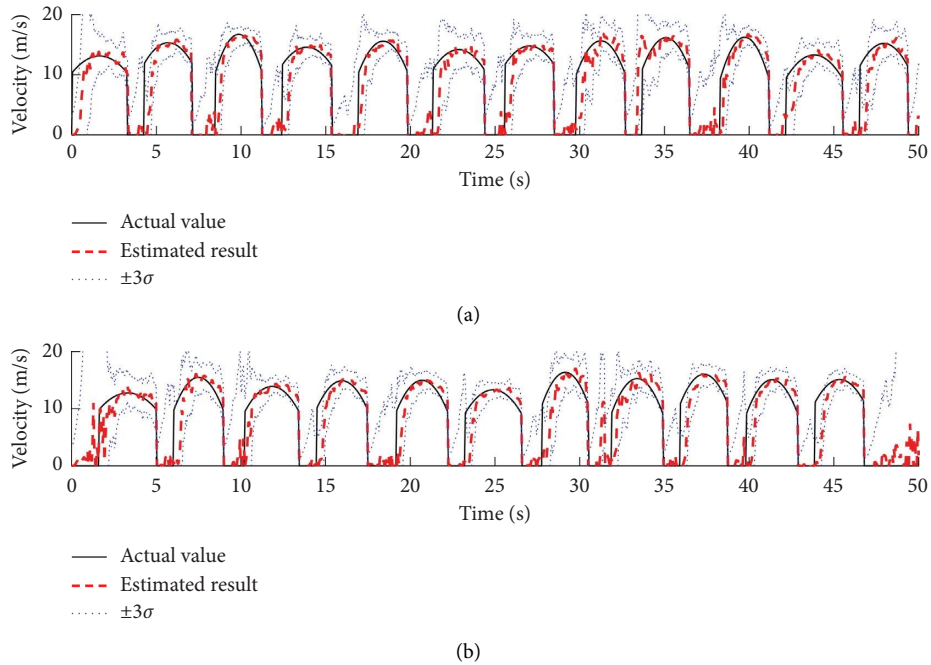 Velocity (m/s)
20
10
0
0 5 10 15 20 25 30 35 40 45 50
Time (s)
Actual value
Estimated result
±3σ
(a)
Velocity (m/s)
20
10
0
0 5 10 15 20 25 30 35 40 45 50
Time (s)
Actual value
Estimated result
±3σ
(b)